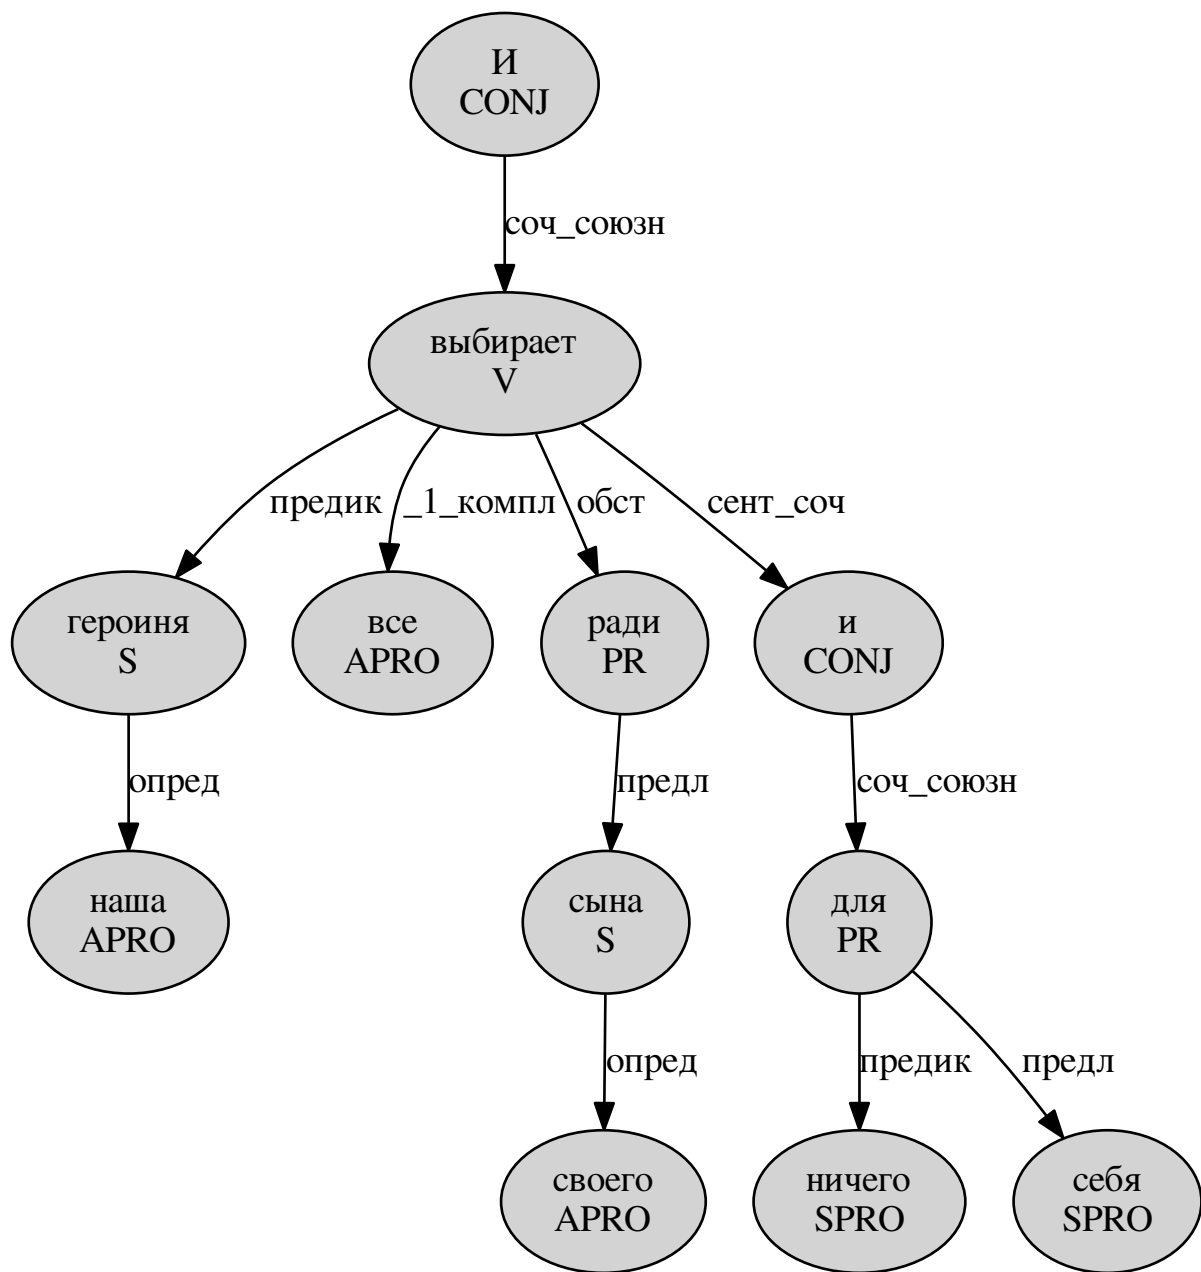 И
CONJ
соч_союзн
выбирает
V
предик
_1_компл
обст
сент_соч
героиня
S
все
APRO
ради
PR
и
CONJ
опред
предл
соч_союзн
наша
APRO
сына
S
для
PR
опред
предик
предл
своего
APRO
ничего
SPRO
себя
SPRO